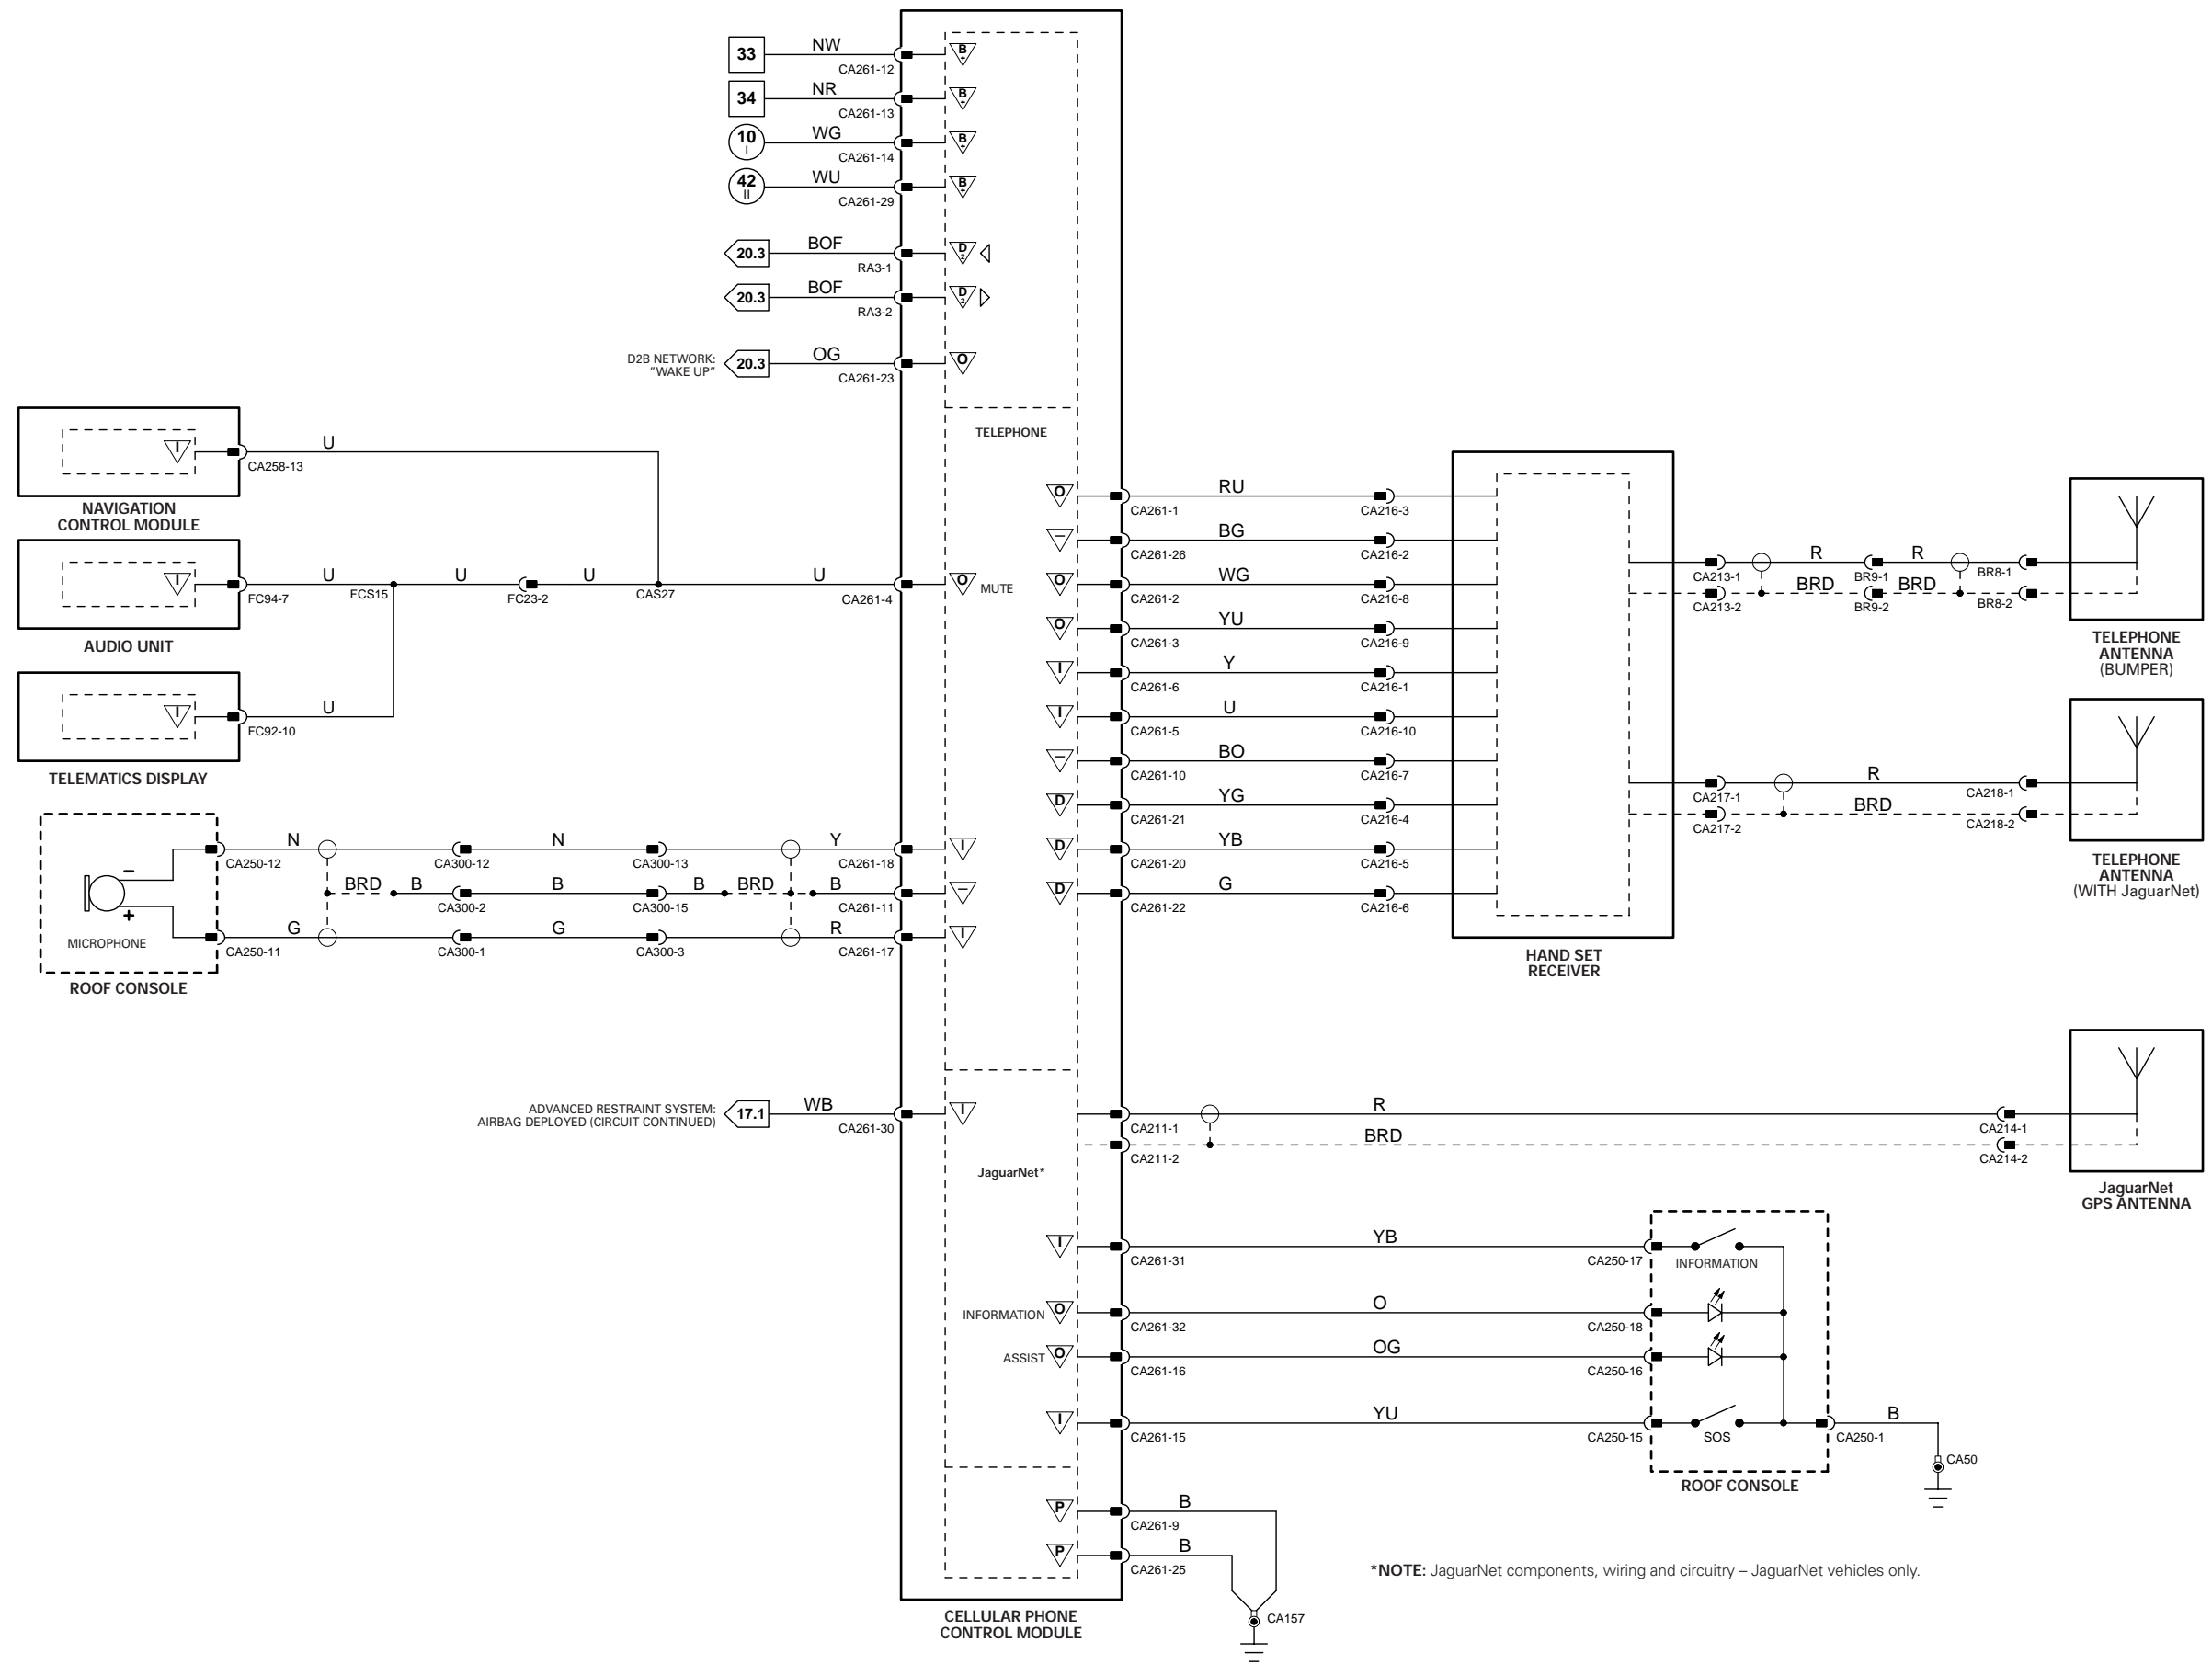 33
NW
CA261-12
B
+
34
NR
CA261-13
B
+
10
I
WG
CA261-14
B
+
42
II
WU
CA261-29
B
+
20.3
BOF
RA3-1
D
2
20.3
BOF
RA3-2
D
2
D2B NETWORK:
"WAKE UP"
20.3
OG
CA261-23
O
TELEPHONE
I
U
CA258-13
NAVIGATION
CONTROL MODULE
I
U
FC94-7
FCS15
U
FC23-2
U
CAS27
U
CA261-4
O
MUTE
AUDIO UNIT
I
U
FC92-10
TELEMATICS DISPLAY
O
CA261-1
RU
CA216-3
–
CA261-26
BG
CA216-2
O
CA261-2
WG
CA216-8
O
CA261-3
YU
CA216-9
I
CA261-6
Y
CA216-1
I
CA261-5
U
CA216-10
–
CA261-10
BO
CA216-7
D
CA261-21
YG
CA216-4
D
CA261-20
YB
CA216-5
D
CA261-22
G
CA216-6
HAND SET
RECEIVER
CA213-1
R
BR9-1
R
BR8-1
CA213-2
BRD
BR9-2
BRD
BR8-2
TELEPHONE
ANTENNA
(BUMPER)
CA217-1
R
CA218-1
CA217-2
BRD
CA218-2
TELEPHONE
ANTENNA
(WITH JaguarNet)
–
+
MICROPHONE
ROOF CONSOLE
CA250-12
N
CA300-12
N
CA300-13
Y
CA261-18
I
BRD
B
CA300-2
B
CA300-15
B
BRD
B
CA261-11
–
CA250-11
G
CA300-1
G
CA300-3
R
CA261-17
I
ADVANCED RESTRAINT SYSTEM:
AIRBAG DEPLOYED (CIRCUIT CONTINUED)
17.1
WB
CA261-30
I
JaguarNet*
CA211-1
R
CA214-1
CA211-2
BRD
CA214-2
JaguarNet
GPS ANTENNA
I
CA261-31
YB
CA250-17
INFORMATION
INFORMATION
O
CA261-32
O
CA250-18
ASSIST
O
CA261-16
OG
CA250-16
I
CA261-15
YU
CA250-15
SOS
CA250-1
B
CA50
ROOF CONSOLE
P
CA261-9
B
P
CA261-25
B
CA157
CELLULAR PHONE
CONTROL MODULE
*NOTE: JaguarNet components, wiring and circuitry – JaguarNet vehicles only.